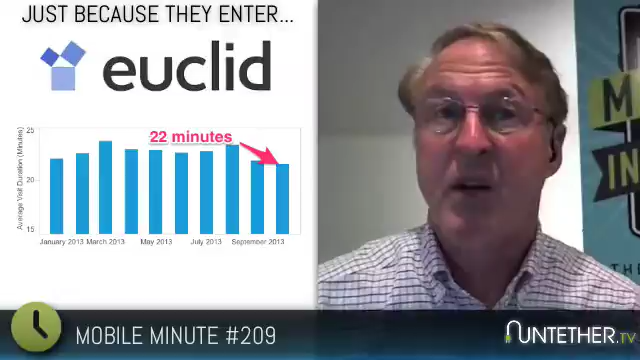 JUST BECAUSE THEY ENTER...
euclid
22 minutes
Average Visit Duration (Minutes)
25
20
15
January 2013
March 2013
May 2013
July 2013
September 2013
MOBILE MINUTE #209
UNTETHER.TV